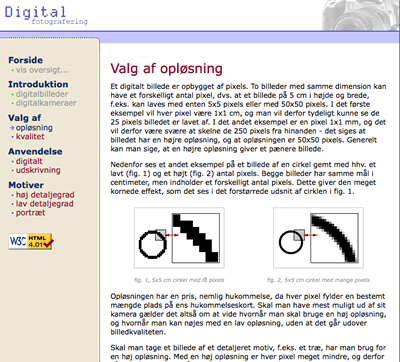 Digital
fotografering
Forside
vis oversigt...
Introduktion
digitalbilleder
digitalkameraer
Valg af
opløsning
kvalitet
Anvendelse
digitalt
udskrivning
Motiver
høj detaljegrad
lav detaljegrad
portræt
W3C HTML 4.01
Valg af opløsning
Et digitalt billede er opbygget af pixels. To billeder med samme dimension kan
have et forskelligt antal pixel, dvs. at et billede på 5 cm i højde og brede,
f.eks. kan laves med enten 5x5 pixels eller med 50x50 pixels. I det første
eksempel vil hver pixel være 1x1 cm, og man vil derfor tydeligt kunne se de
25 pixels billedet er lavet af. I det andet eksempel er en pixel 1x1 mm, og det
vil derfor være svære at skelne de 250 pixels fra hinanden - det siges at
billedet har en højre opløsning, og at opløsningen er 50x50 pixels. Generelt
kan man sige, at en højre opløsning giver et pænere billede.
Nedenfor ses et andet eksempel på et billede af en cirkel gemt med hhv. et
lavt (fig. 1) og et højt (fig. 2) antal pixels. Begge billeder har samme mål i
centimeter, men indholder et forskelligt antal pixels. Dette giver den meget
kornede effekt, som det ses i det forstørrede udsnit af cirklen i fig. 1.
fig. 1, 5x5 cm cirkel med få pixels
fig. 2, 5x5 cm cirkel med mange pixels
Opløsningen har en pris, nemlig hukommelse, da hver pixel fylder en bestemt
mængde plads på ens hukommelseskort. Skal man have mest muligt ud af sit
kamera gælder det altså om at vide hvornår man skal bruge en høj opløsning,
og hvornår man kan nøjes med en lav opløsning, uden at det går udover
billedkvaliteten.
Skal man tage et billede af et detaljeret motiv, f.eks. et træ, har man brug for
en høj opløsning. Med en høj opløsning er hver pixel meget mindre, og derfor